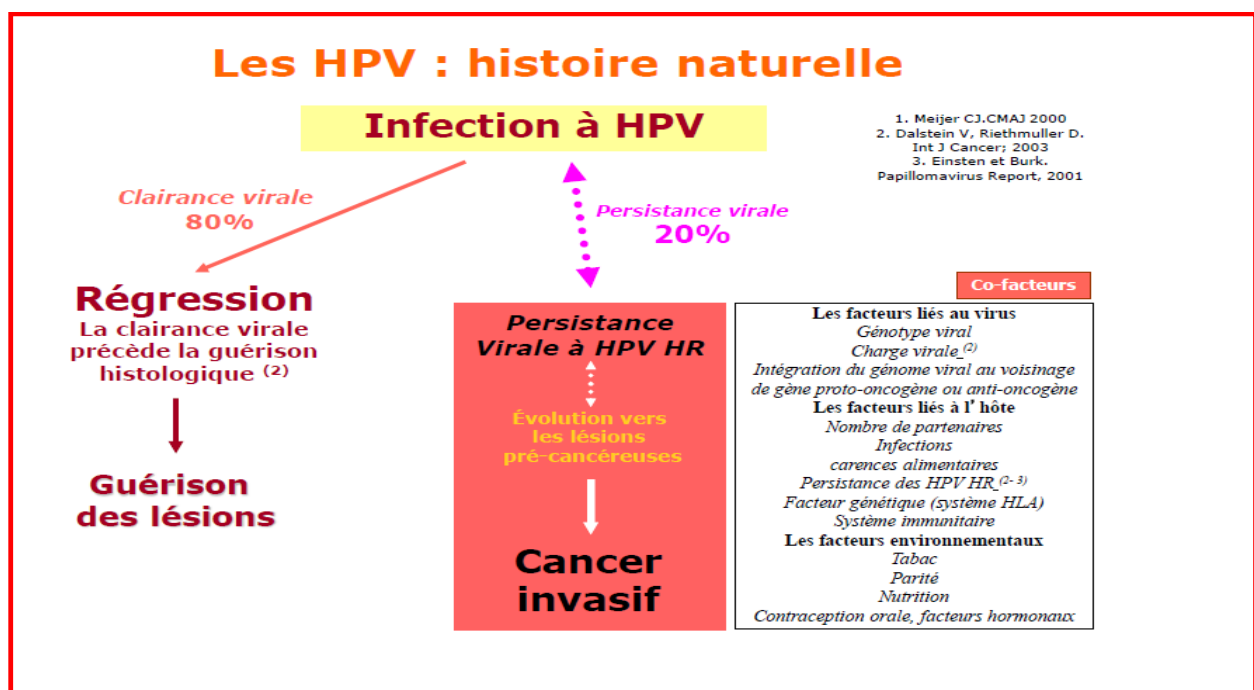 Les HPV : histoire naturelle
Infection à HPV
1. Meijer CJ.CMAJ 2000
2. Dalstein V, Riethmuller D.
Int J Cancer; 2003
3. Einsten et Burk.
Papillomavirus Report, 2001
Clairance virale
80%
Persistance virale
20%
Régression
La clairance virale
précède la guérison
histologique (2)
Guérison
des lésions
Persistance
Virale à HPV HR
Évolution vers
les lésions
pré-cancéreuses
Cancer
invasif
Co-facteurs
Les facteurs liés au virus
Génotype viral
Charge virale (2)
Intégration du génome viral au voisinage
de gène proto-oncogène ou anti-oncogène
Les facteurs liés à l' hôte
Nombre de partenaires
Infections
carences alimentaires
Persistance des HPV HR (2- 3)
Facteur génétique (système HLA)
Système immunitaire
Les facteurs environnementaux
Tabac
Parité
Nutrition
Contraception orale, facteurs hormonaux